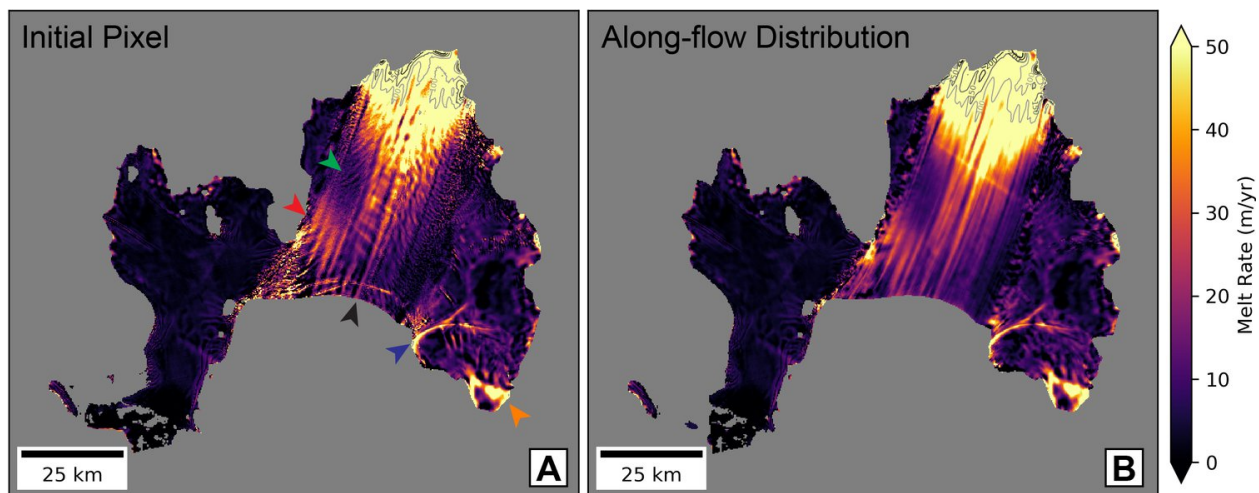 Initial Pixel
25 km
A
Along-flow Distribution
25 km
B
50
40
30
20
10
0
Melt Rate (m/yr)